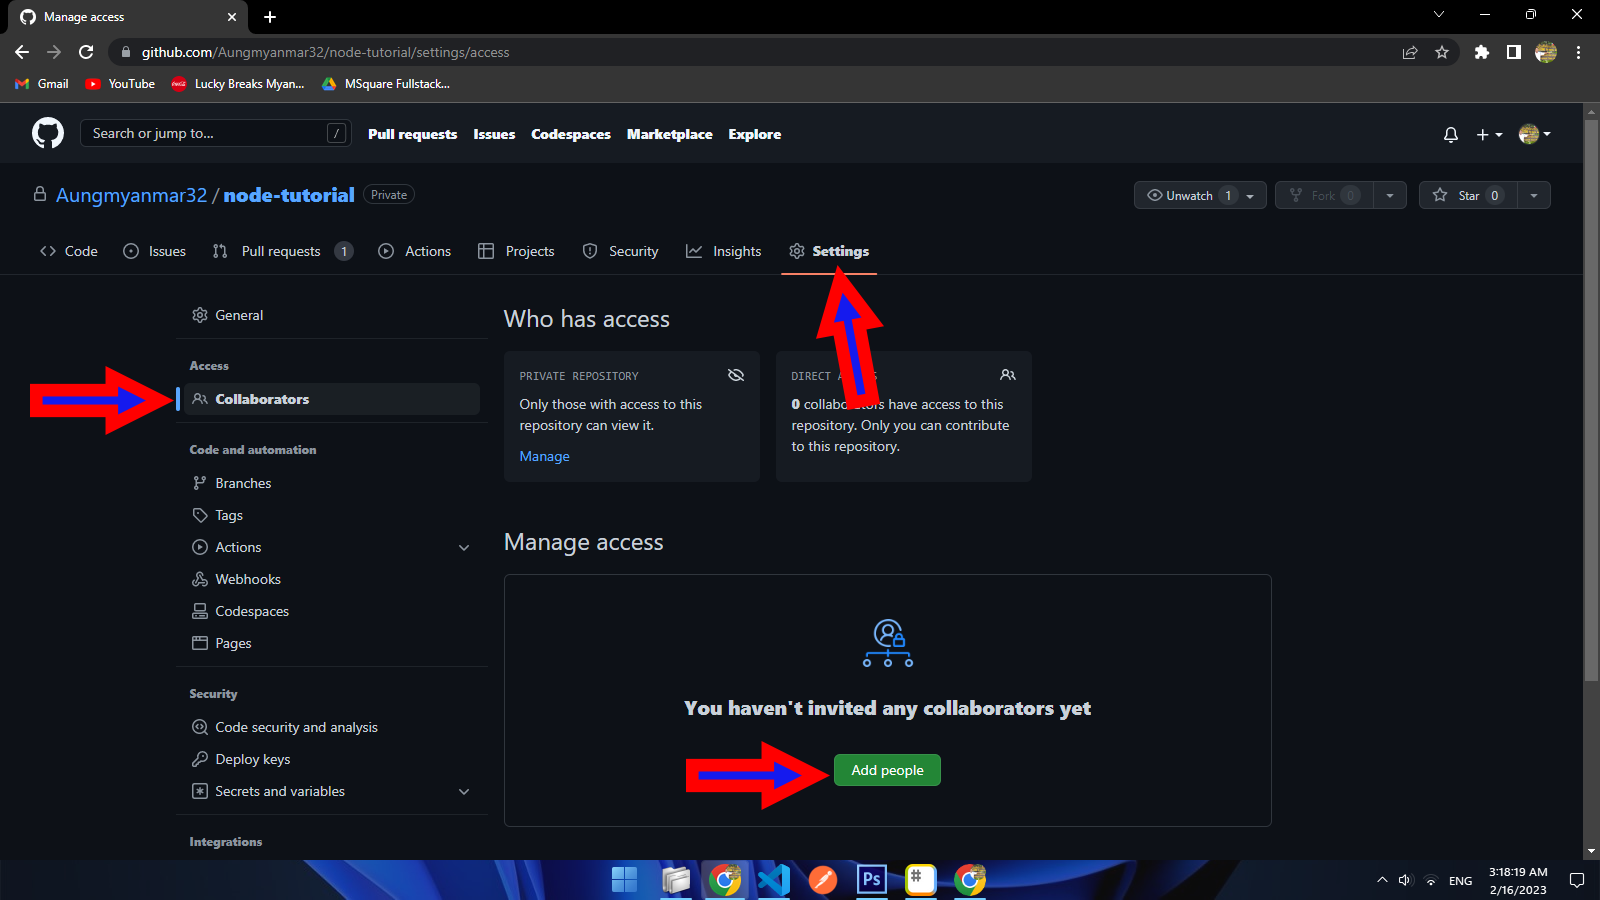 Manage access
github.com/Aungmyanmar32/node-tutorial/settings/access
Gmail YouTube Lucky Breaks Myan... MSquare Fullstack...
Search or jump to... / Pull requests Issues Codespaces Marketplace Explore
Aungmyanmar32 / node-tutorial Private
Unwatch 1 Fork 0 Star 0
Code Issues Pull requests 1 Actions Projects Security Insights Settings
General
Access
Collaborators
Code and automation
Branches
Tags
Actions
Webhooks
Codespaces
Pages
Security
Code security and analysis
Deploy keys
Secrets and variables
Integrations
Who has access
PRIVATE REPOSITORY
Only those with access to this
repository can view it.
Manage
DIRECT
0 collaborators have access to this
repository. Only you can contribute
to this repository.
Manage access
You haven't invited any collaborators yet
Add people
Ps #
ENG
3:18:19 AM
2/16/2023